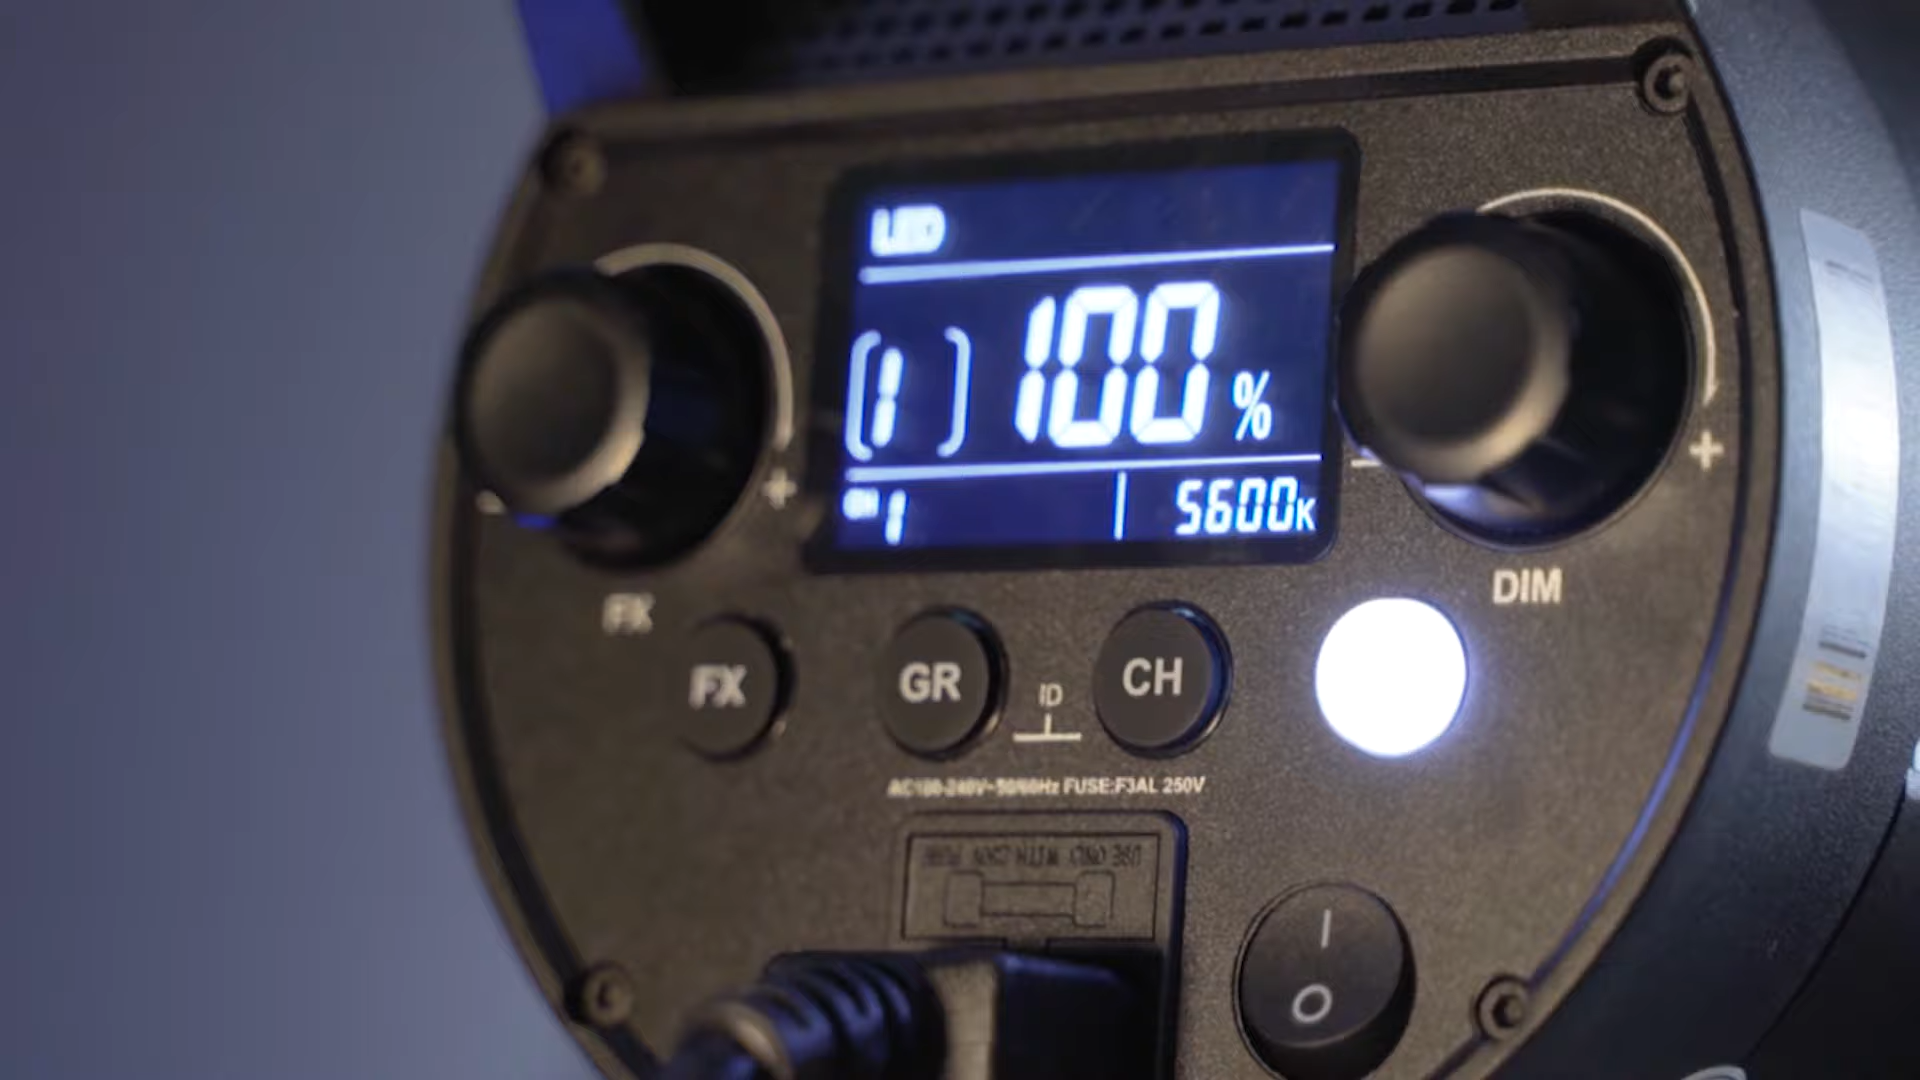 LED
[1 ] 100 %
CH 1 | 5600K
- +
- +
FX
DIM
FX
GR
ID
CH
AC100-240V~50/60Hz FUSE:F3AL 250V
USE ONLY WITH 250V FUSE
I
O